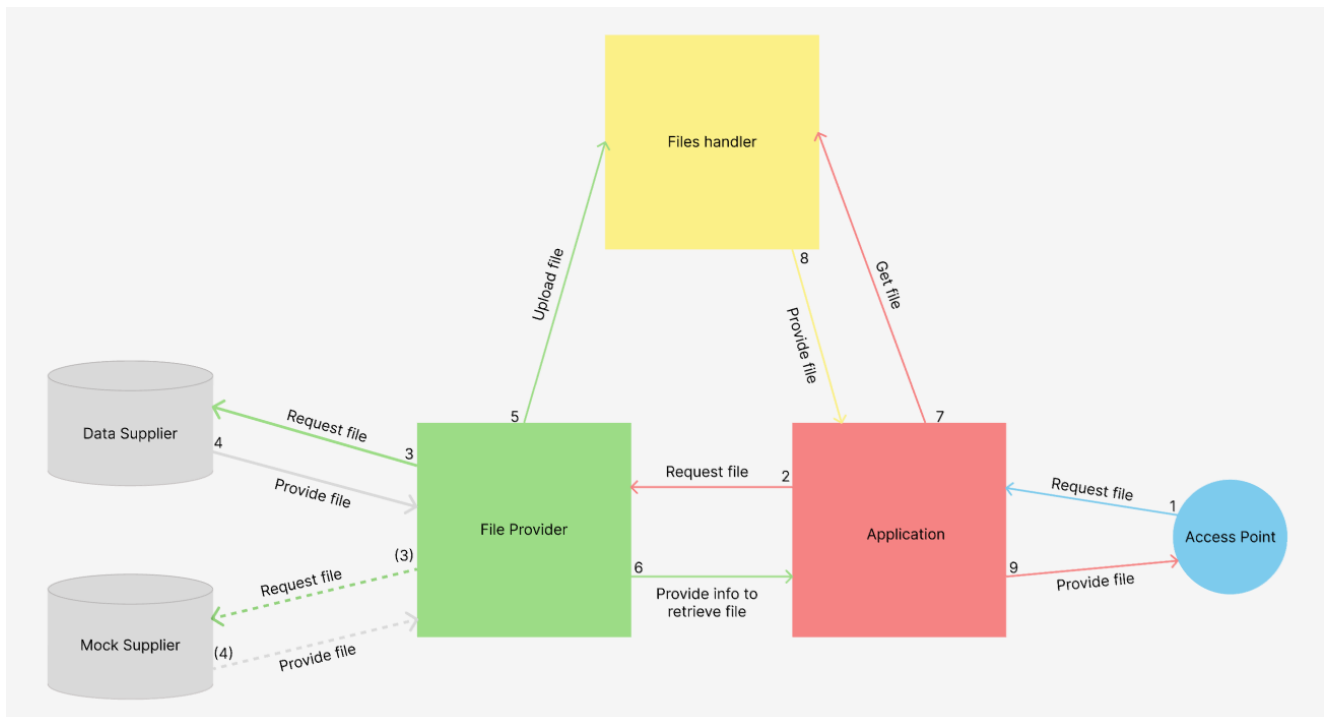 Files handler
8
Upload file
Get file
Provide file
Data Supplier
Request file
3
4
Provide file
5
7
Request file
2
Request file
1
File Provider
Application
Access Point
(3)
Request file
6
9
Provide file
Provide info to
retrieve file
Mock Supplier
(4)
Provide file